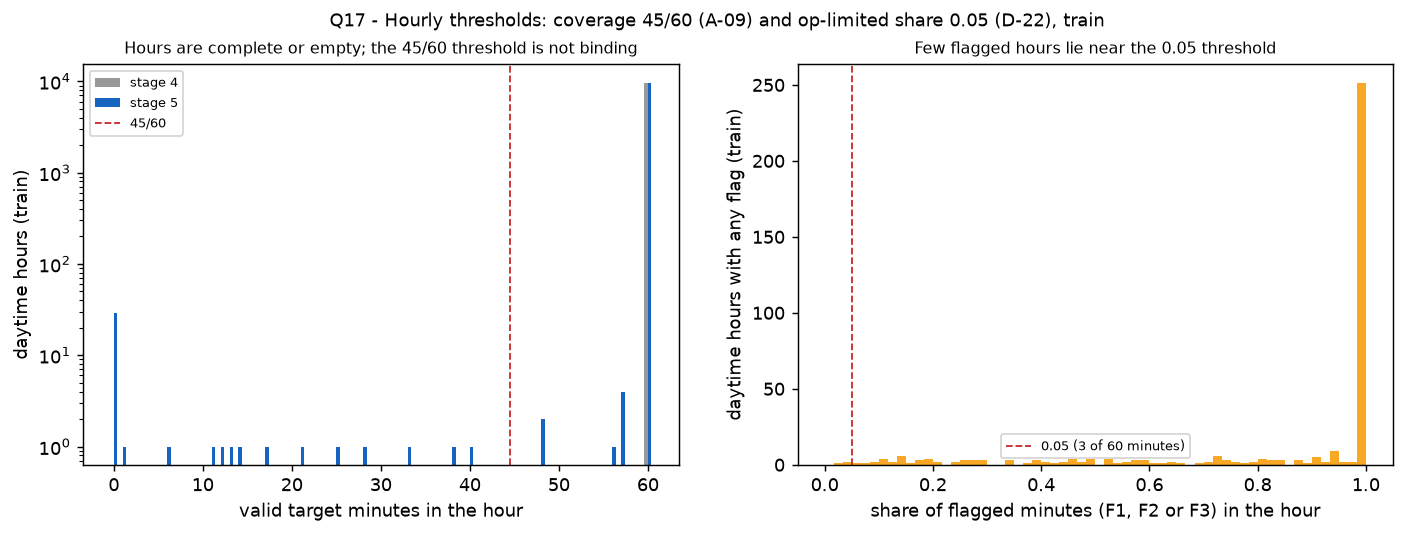 Q17 - Hourly thresholds: coverage 45/60 (A-09) and op-limited share 0.05 (D-22), train
Hours are complete or empty; the 45/60 threshold is not binding
daytime hours (train)
10⁴
10³
10²
10¹
10⁰
stage 4
stage 5
45/60
0 10 20 30 40 50 60
valid target minutes in the hour
Few flagged hours lie near the 0.05 threshold
daytime hours with any flag (train)
250
200
150
100
50
0
0.05 (3 of 60 minutes)
0.0 0.2 0.4 0.6 0.8 1.0
share of flagged minutes (F1, F2 or F3) in the hour